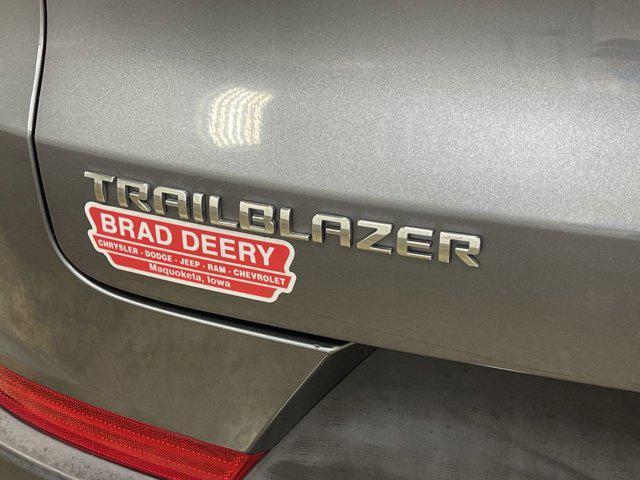 TRAILBLAZER
BRAD DEERY
CHRYSLER - DODGE - JEEP - RAM - CHEVROLET
Maquoketa, Iowa